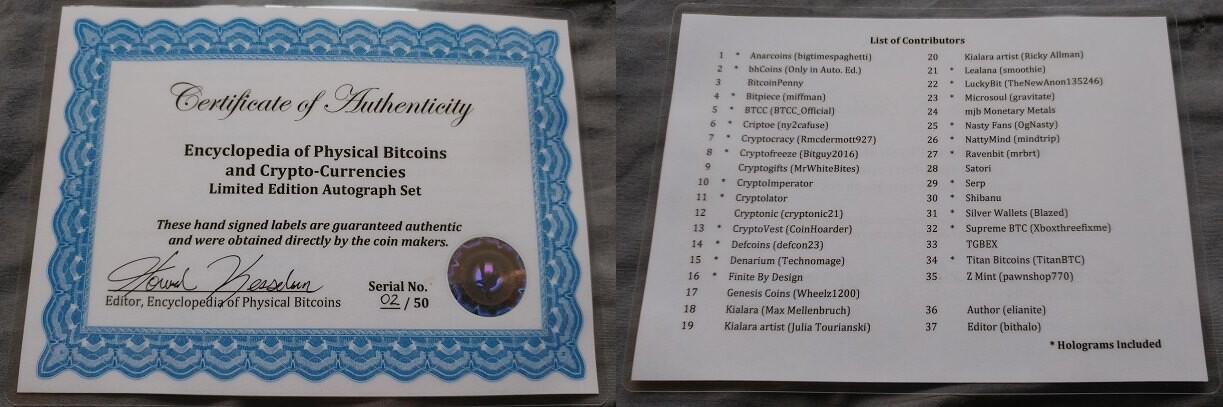 Certificate of Authenticity
Encyclopedia of Physical Bitcoins
and Crypto-Currencies
Limited Edition Autograph Set
These hand signed labels are guaranteed authentic
and were obtained directly by the coin makers.
Editor, Encyclopedia of Physical Bitcoins
Serial No.
02 / 50
List of Contributors
1 * Anarcoins (bigtimespaghetti)
2 * bhCoins (Only in Auto. Ed.)
3 BitcoinPenny
4 * Bitpiece (miffman)
5 * BTCC (BTCC_Official)
6 * Criptoe (ny2cafuse)
7 * Cryptocracy (Rmcdermott927)
8 * Cryptofreeze (Bitguy2016)
9 Cryptogifts (MrWhiteBites)
10 * CryptoImperator
11 * Cryptolator
12 Cryptonic (cryptonic21)
13 * CryptoVest (CoinHoarder)
14 * Defcoins (defcon23)
15 * Denarium (Technomage)
16 * Finite By Design
17 Genesis Coins (Wheelz1200)
18 Kialara (Max Mellenbruch)
19 Kialara artist (Julia Tourianski)
20 Kialara artist (Ricky Allman)
21 * Lealana (smoothie)
22 * LuckyBit (TheNewAnon135246)
23 * Microsoul (gravitate)
24 mjb Monetary Metals
25 * Nasty Fans (OgNasty)
26 * NattyMind (mindtrip)
27 * Ravenbit (mrbrt)
28 Satori
29 * Serp
30 * Shibanu
31 * Silver Wallets (Blazed)
32 * Supreme BTC (Xboxthreefixme)
33 TGBEX
34 * Titan Bitcoins (TitanBTC)
35 Z Mint (pawnshop770)
36 Author (elianite)
37 Editor (bithalo)
* Holograms Included